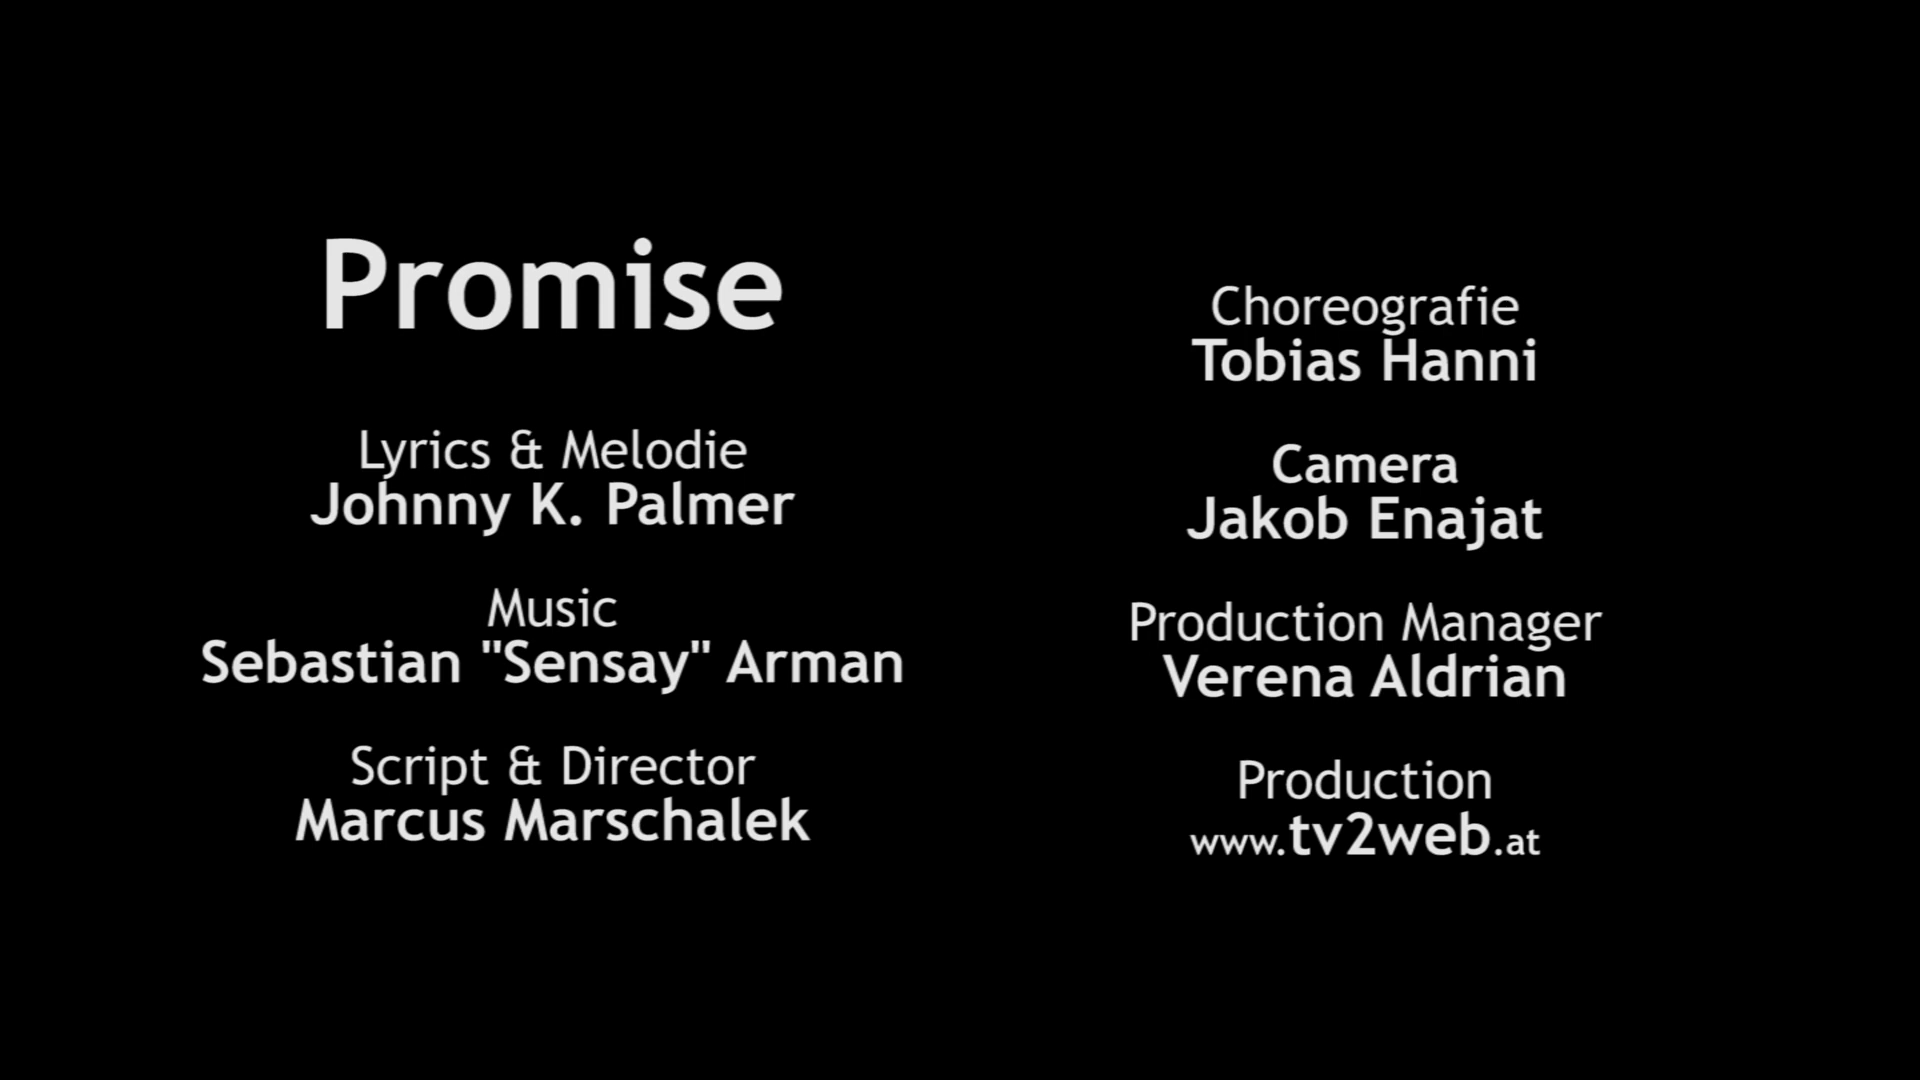 Promise
Lyrics & Melodie
Johnny K. Palmer
Music
Sebastian "Sensay" Arman
Script & Director
Marcus Marschalek
Choreografie
Tobias Hanni
Camera
Jakob Enajat
Production Manager
Verena Aldrian
Production
www.tv2web.at